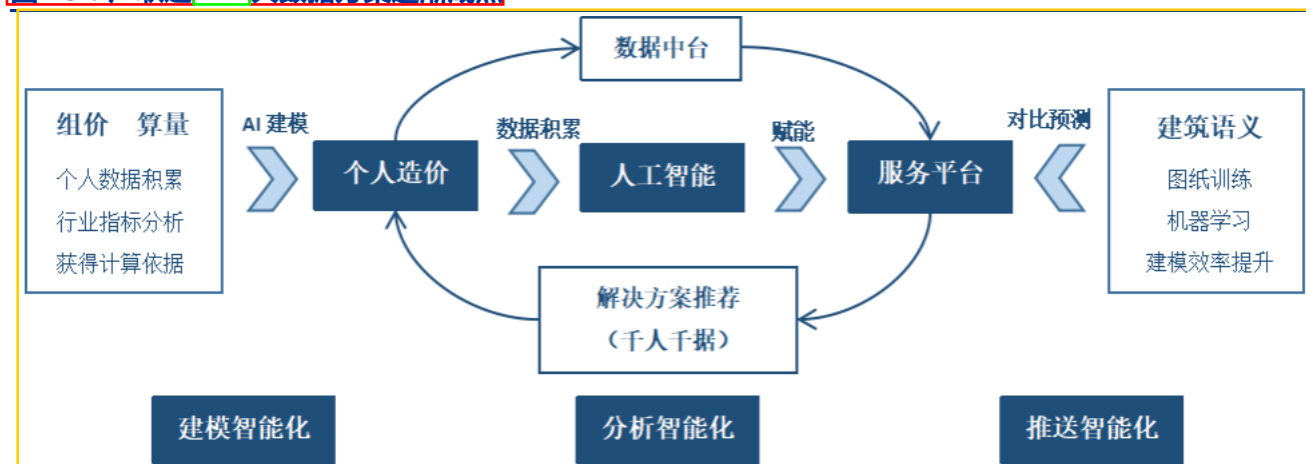 数据中台
组价 算量
个人数据积累
行业指标分析
获得计算依据
AI 建模
个人造价
数据积累
人工智能
赋能
服务平台
对比预测
建筑语义
图纸训练
机器学习
建模效率提升
解决方案推荐
（千人千据）
建模智能化
分析智能化
推送智能化